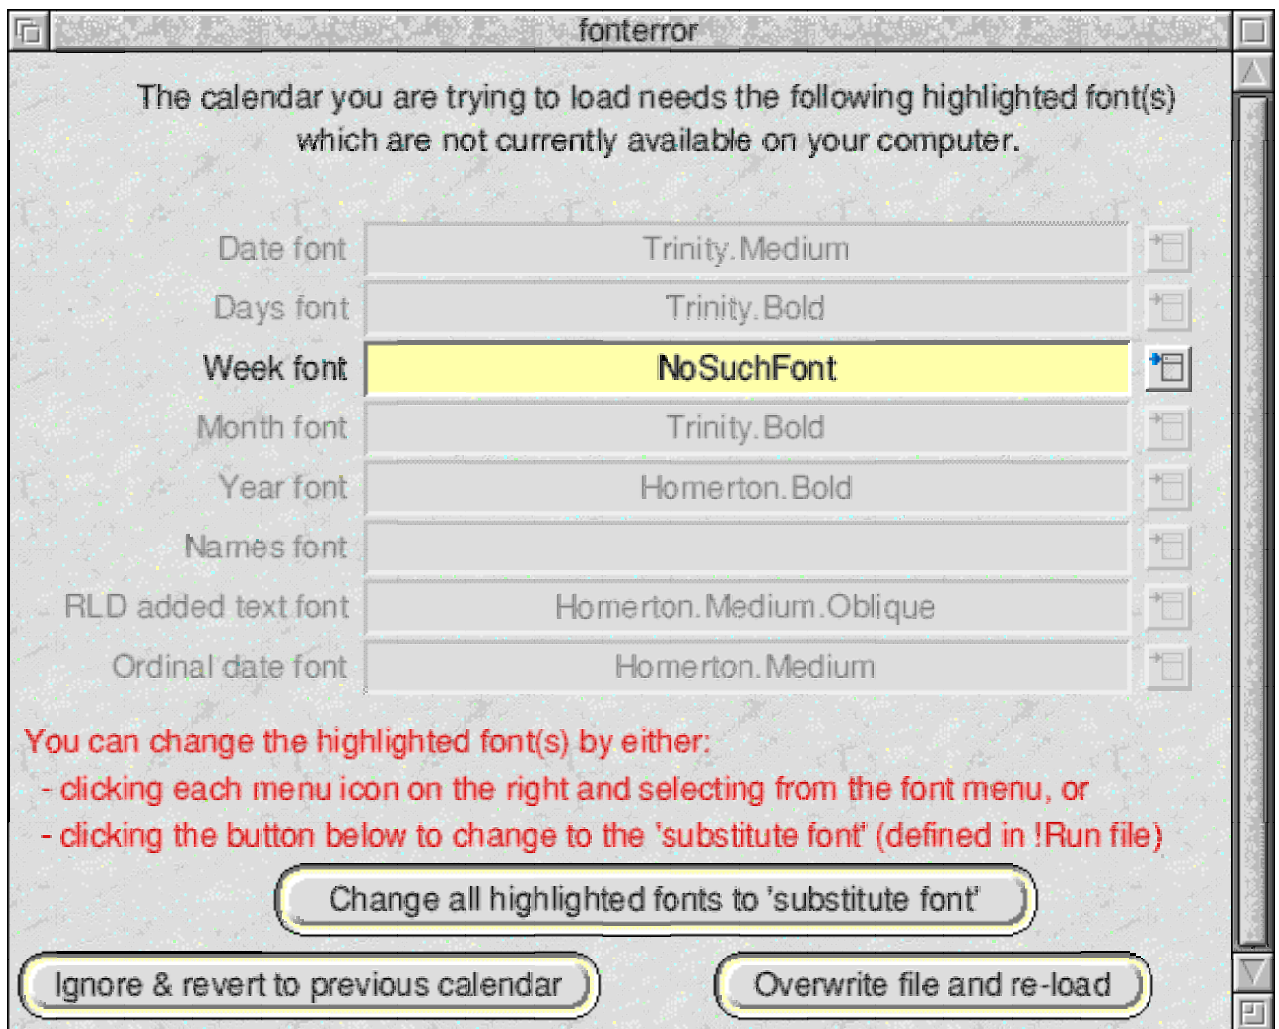 fonterror
The calendar you are trying to load needs the following highlighted font(s)
which are not currently available on your computer.
Date font Trinity.Medium
Days font Trinity.Bold
Week font NoSuchFont
Month font Trinity.Bold
Year font Homerton.Bold
Names font
RLD added text font Homerton.Medium.Oblique
Ordinal date font Homerton.Medium
You can change the highlighted font(s) by either:
- clicking each menu icon on the right and selecting from the font menu, or
- clicking the button below to change to the 'substitute font' (defined in !Run file)
Change all highlighted fonts to 'substitute font'
Ignore & revert to previous calendar Overwrite file and re-load